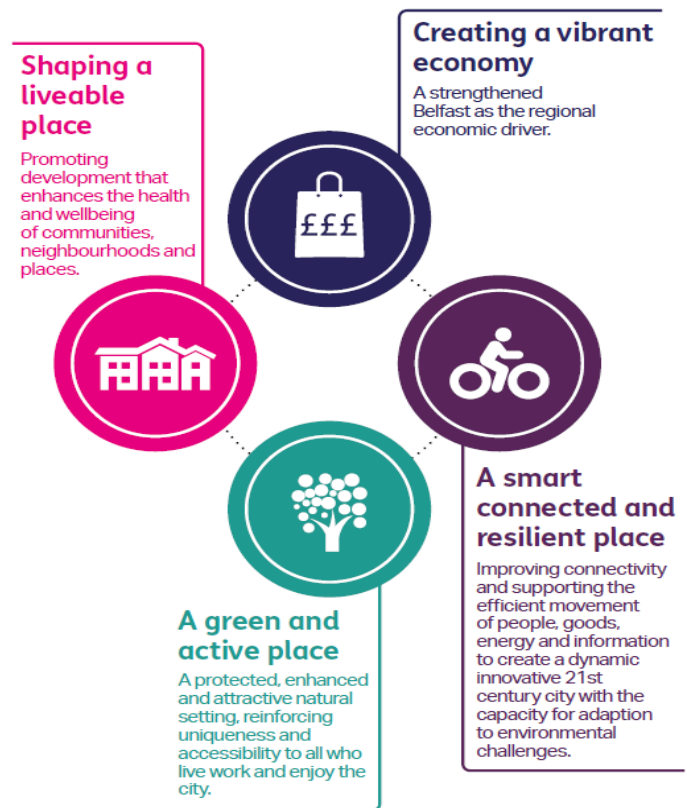 Shaping a
liveable
place
Promoting
development that
enhances the health
and wellbeing
of communities,
neighbourhoods and
places.
Creating a vibrant
economy
A strengthened
Belfast as the regional
economic driver.
£££
A smart
connected and
resilient place
Improving connectivity
and supporting the
efficient movement
of people, goods,
energy and information
to create a dynamic
innovative 21st
century city with the
capacity for adaption
to environmental
challenges.
A green and
active place
A protected, enhanced
and attractive natural
setting, reinforcing
uniqueness and
accessibility to all who
live work and enjoy the
city.